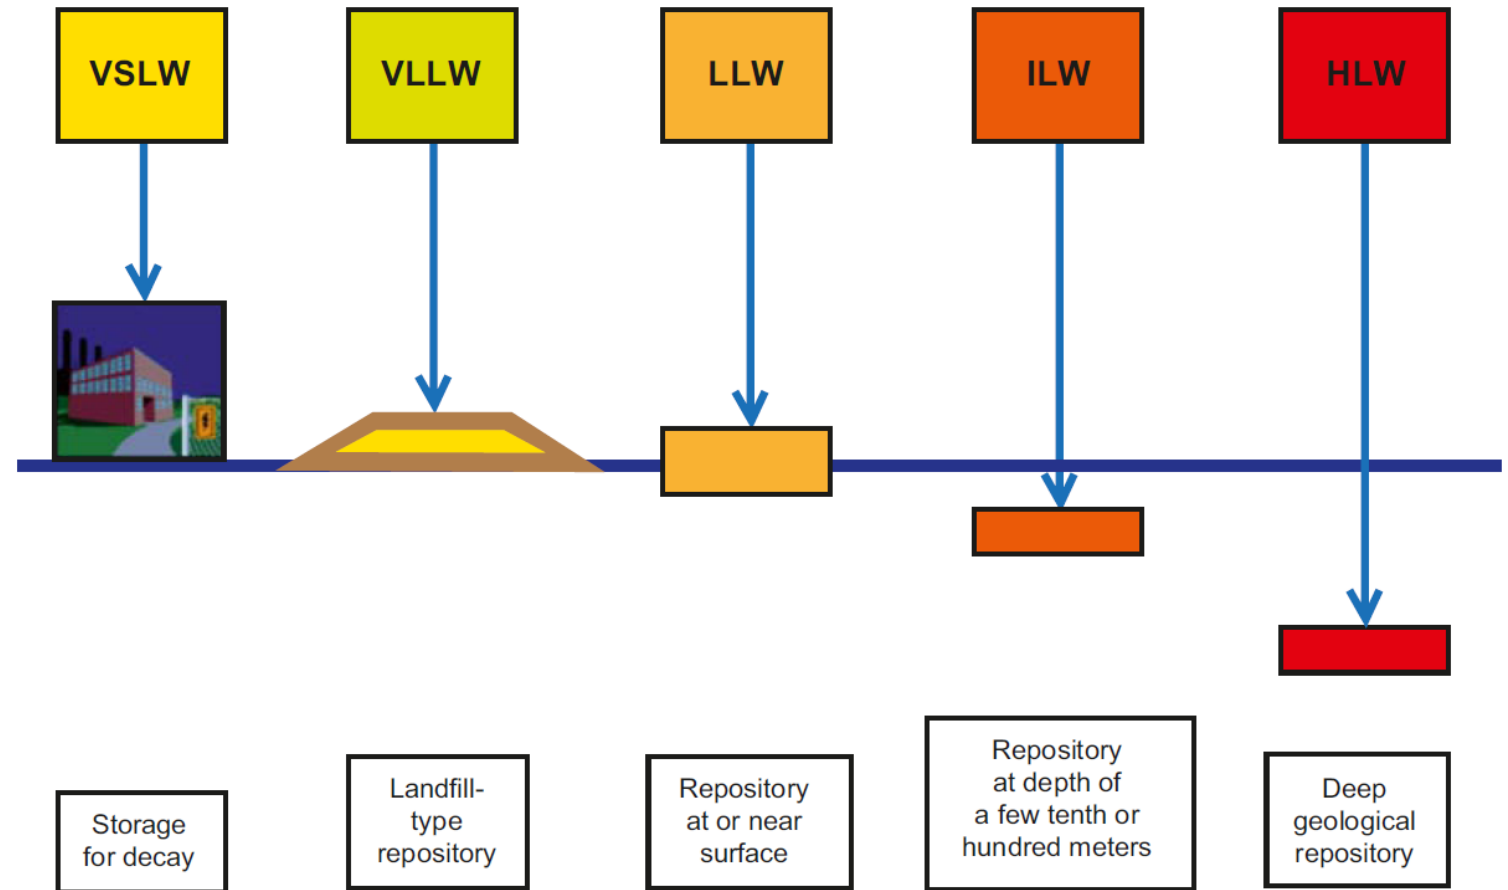 VSLW
VLLW
LLW
ILW
HLW
Storage
for decay
Landfill-
type
repository
Repository
at or near
surface
Repository
at depth of
a few tenth or
hundred meters
Deep
geological
repository